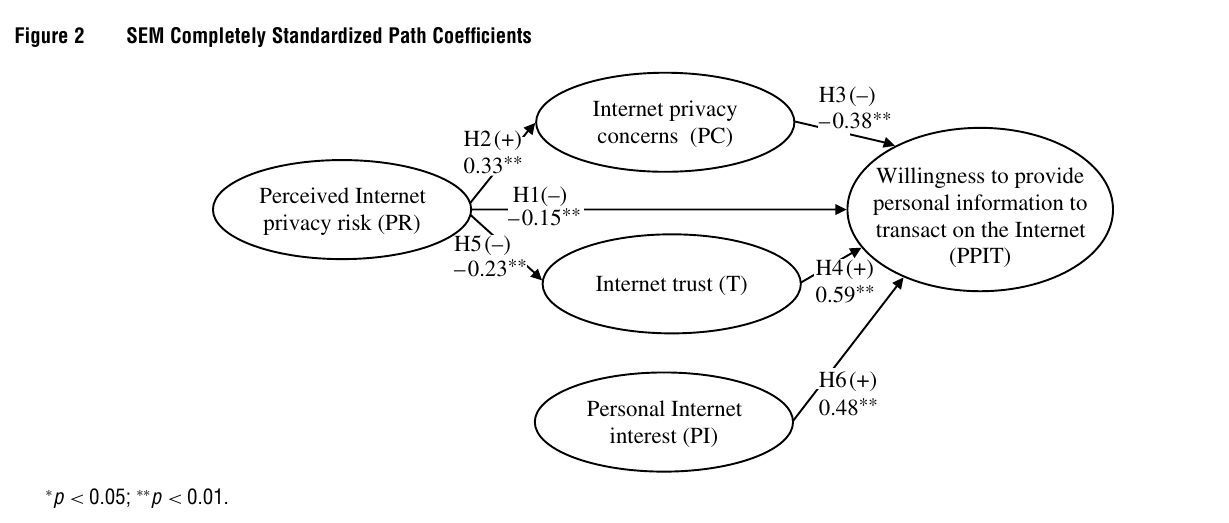 Figure 2 SEM Completely Standardized Path Coefficients
H3 (–)
–0.38**
Internet privacy
concerns (PC)
H2 (+)
0.33**
Willingness to provide
personal information to
transact on the Internet
(PPIT)
Perceived Internet
privacy risk (PR)
H1(–)
–0.15**
H5 (–)
–0.23**
Internet trust (T)
H4 (+)
0.59**
H6 (+)
0.48**
Personal Internet
interest (PI)
*p < 0.05; **p < 0.01.